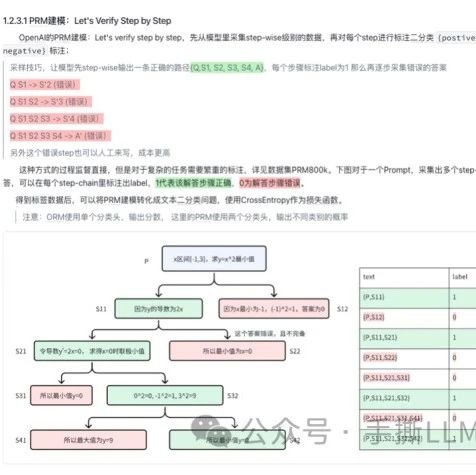 1.2.3.1 PRM建模：Let's Verify Step by Step
OpenAI的PRM建模：Let's verify step by step，先从模型里采集step-wise级别的数据，再对每个step进行标注二分类 {postive
negative} 标注；
采样技巧，让模型先step-wise输出一条正确的路径(Q,S1, S2, S3, S4, A)，每个步骤标注label为1 那么再逐步采集错误的答案
Q S1 -> S'2 (错误)
Q S1 S2 -> S'3 (错误)
Q S1 S2 S3 -> S'4 (错误)
Q S1 S2 S3 S4 -> A' (错误)
另外这个错误step也可以人工来写，成本更高
这种方式的过程监督直接，但是对于复杂的任务需要繁重的标注，详见数据集PRM800k。下图对于一个Prompt，采集出多个step
答，可以在每个step-chain里标注出label，1代表该解答步骤正确，0为解答步骤错误。
得到标签数据后，可以将PRM建模转化成文本二分类问题，使用CrossEntropy作为损失函数。
注意：ORM使用单个分类头，输出分数， 这里的PRM使用两个分类头，输出不同类别的概率
P
x区间[-1,3]，求y=x^2最小值
S11
因为y的导数为2x
因为x最小为-1，(-1)^2=1，答案为0
S12
这个答案错误，且不完备
S21
令导数y'=2x=0，求得x=0时取极小值
所以最小值为x=0
S22
S31
所以最小值y=0
0^2=0, -1^2=1, 3^2=9
S32
S41
所以最大值为y=9
所以最小值y=0
S42
text label
(P,S11) 1
(P,S12) 0
(P,S11,S21) 1
(P,S11,S22) 0
(P,S11,S21,S31) 0
(P,S11,S21,S32) 1
(P,S11,S21,S32,S41) 0
(P,S11,S21,S32,S42) 1
公众号 · 手撕LLM